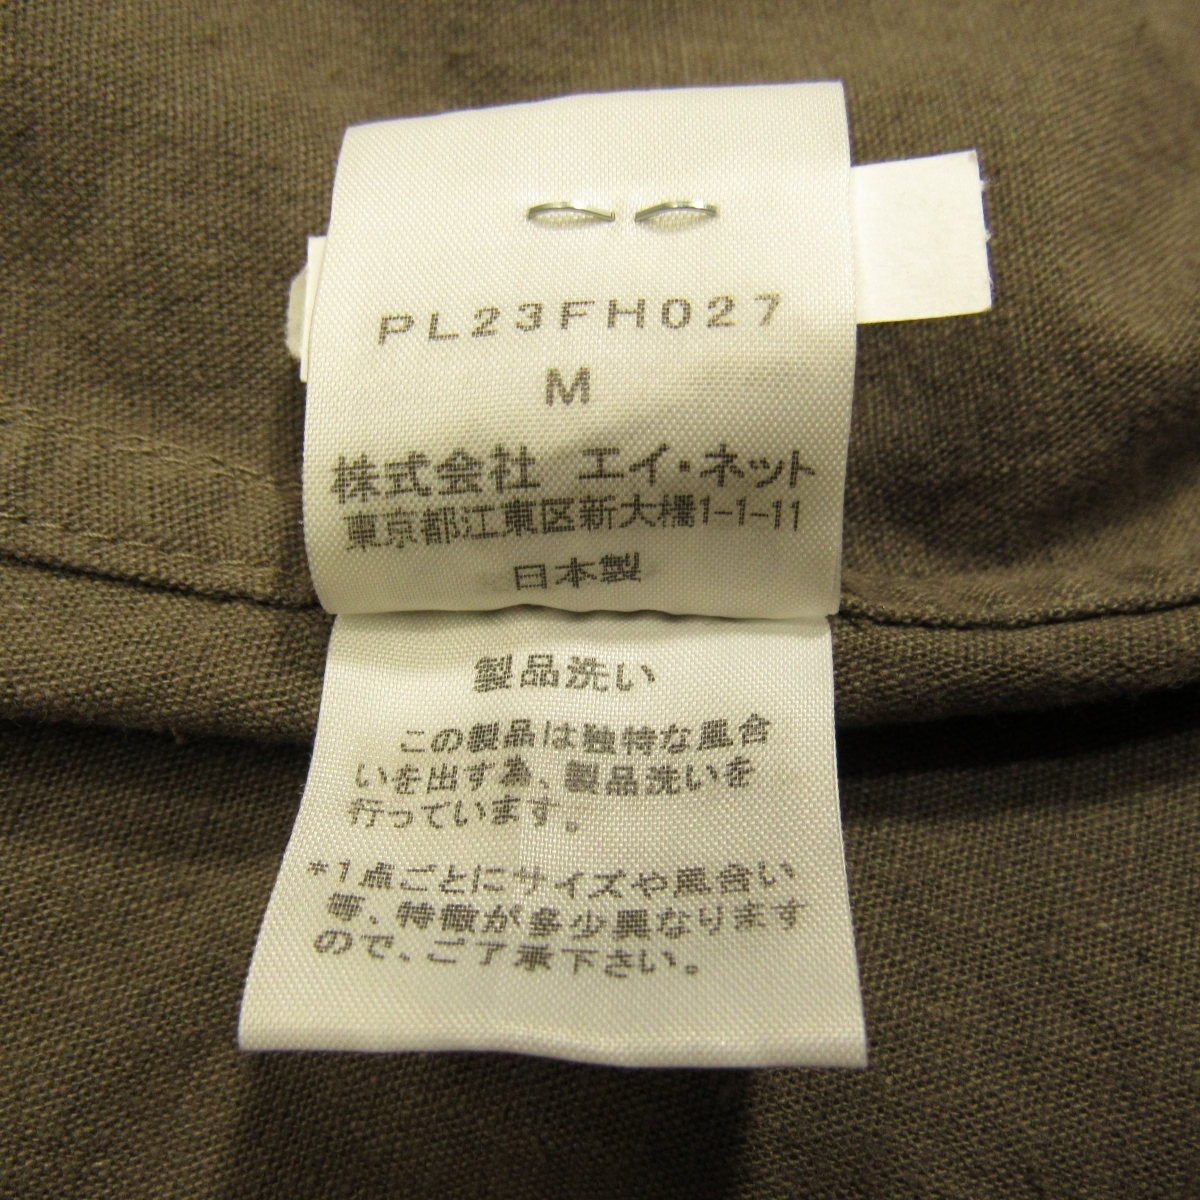 PL23FH027
M
株式会社 エイ・ネット
東京都江東区新大橋1-1-11
日本製
製品洗い
この製品は独特な風合
いを出す為、製品洗いを
行っています。
*1点ごとにサイズや風合い
等、特徴が多少異なります
ので、ご了承下さい。